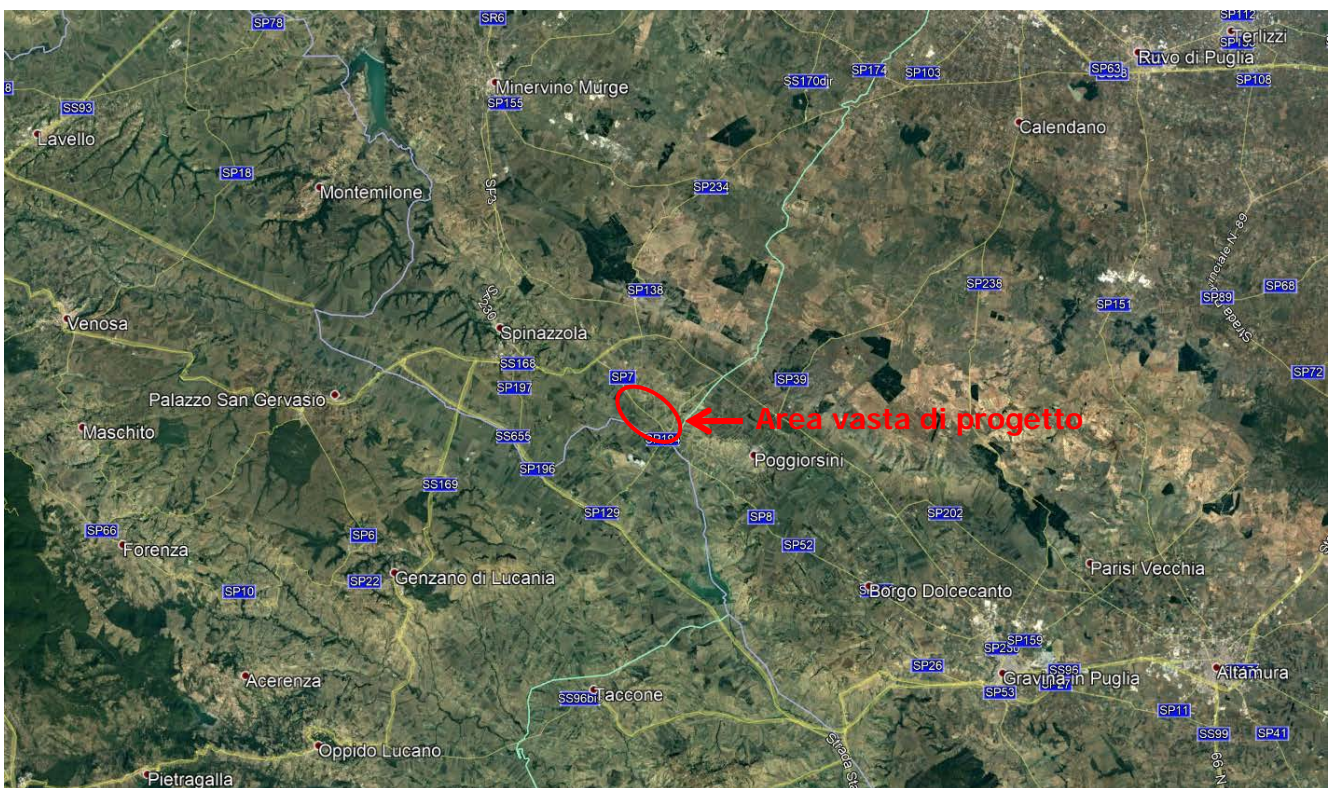 SP78
SR6
SP112
Terlizzi
Ruvo di Puglia
SP63
SP108
SP174
SP103
SS170dir
Minervino Murge
SP155
SS93
Lavello
Calendano
SP18
Montemilone
SP3
SP234
SP138
SP238
SP151
SP89
SP68
Venosa
Spinazzola
SS168
SP197
SP7
SP39
SP72
Palazzo San Gervasio
Area vasta di progetto
Maschito
SS655
SP196
Poggiorsini
SS169
SP129
SP8
SP202
SP66
Forenza
SP6
SP52
Genzano di Lucania
SP22
SP10
Parisi Vecchia
Borgo Dolcecanto
SP159
SP26
SS96
Gravina in Puglia
SP53
Altamura
Acerenza
Taccone
SP11
SS99
SP41
Oppido Lucano
Pietragalla